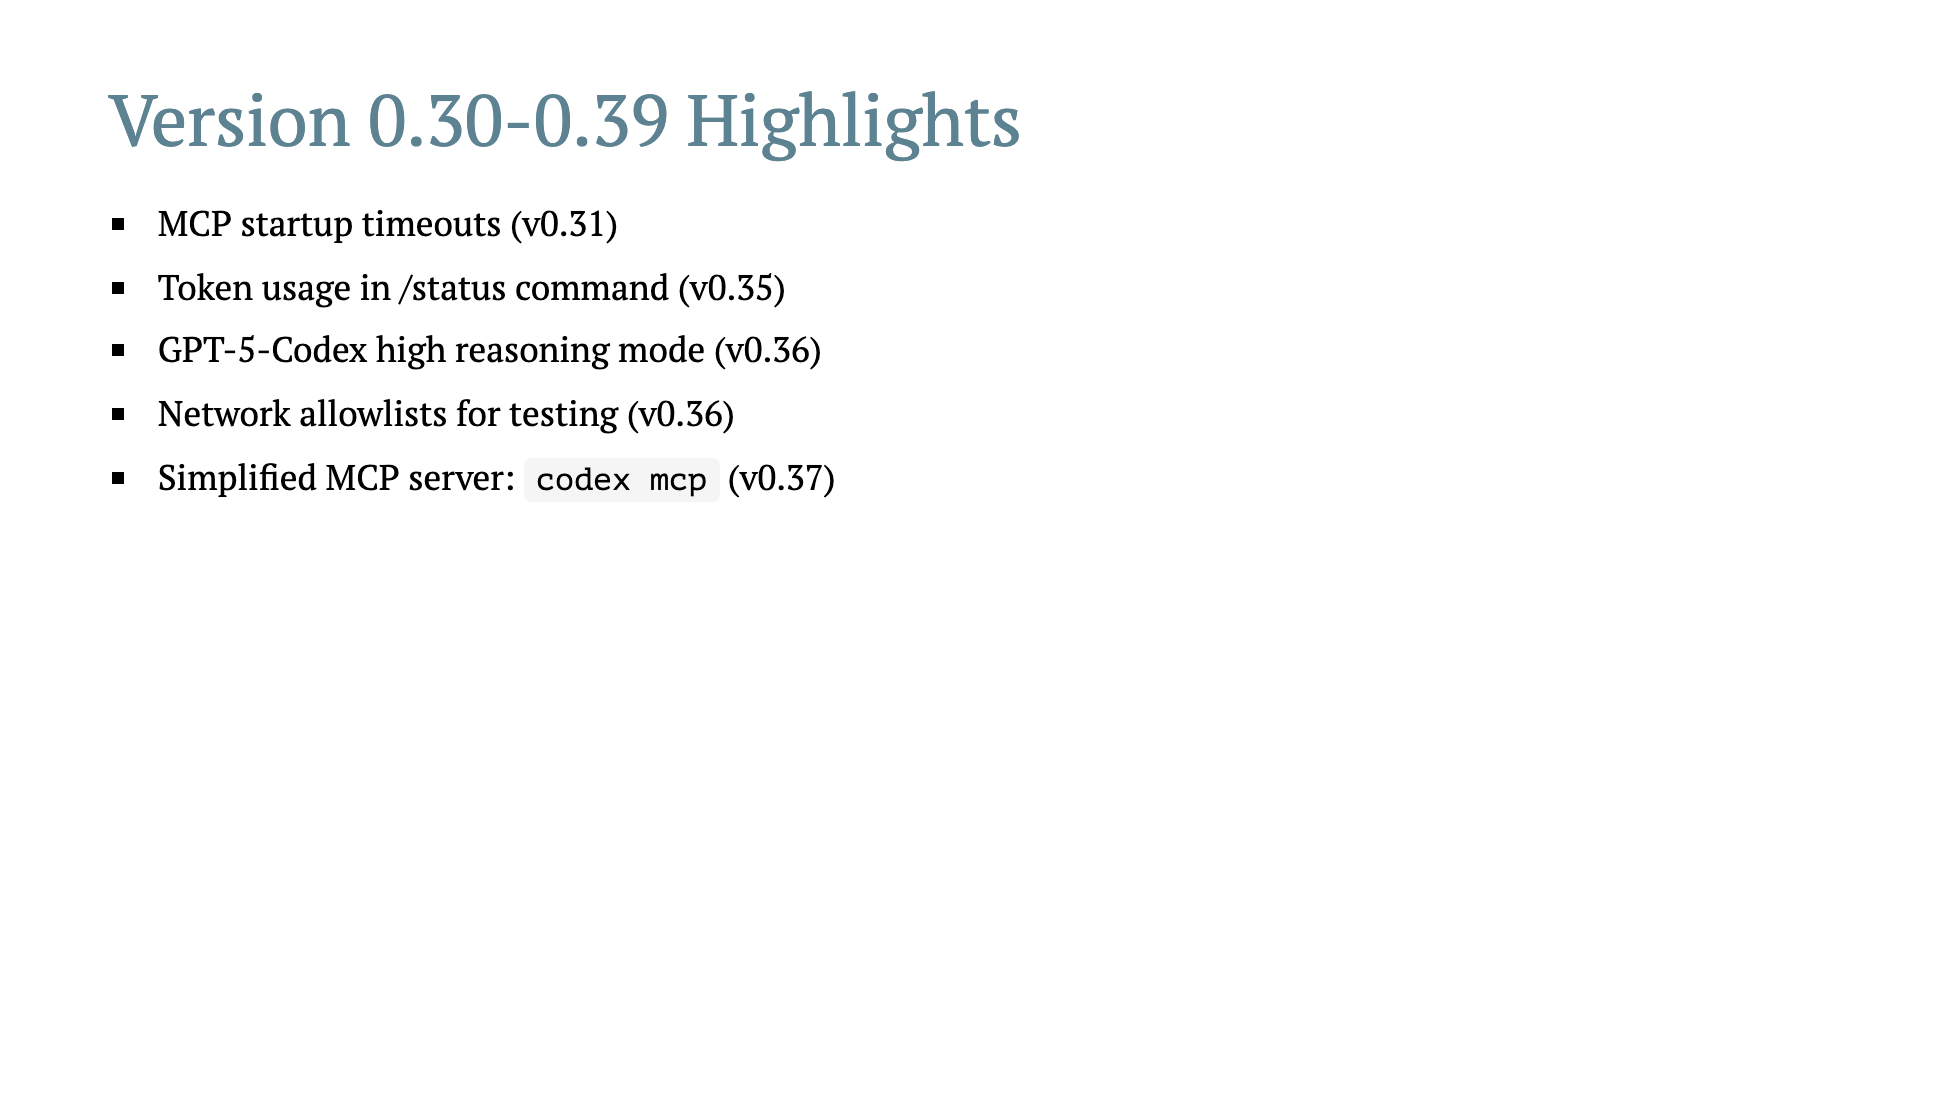 Version 0.30-0.39 Highlights
▪ MCP startup timeouts (v0.31)
▪ Token usage in /status command (v0.35)
▪ GPT-5-Codex high reasoning mode (v0.36)
▪ Network allowlists for testing (v0.36)
▪ Simplified MCP server: codex mcp (v0.37)